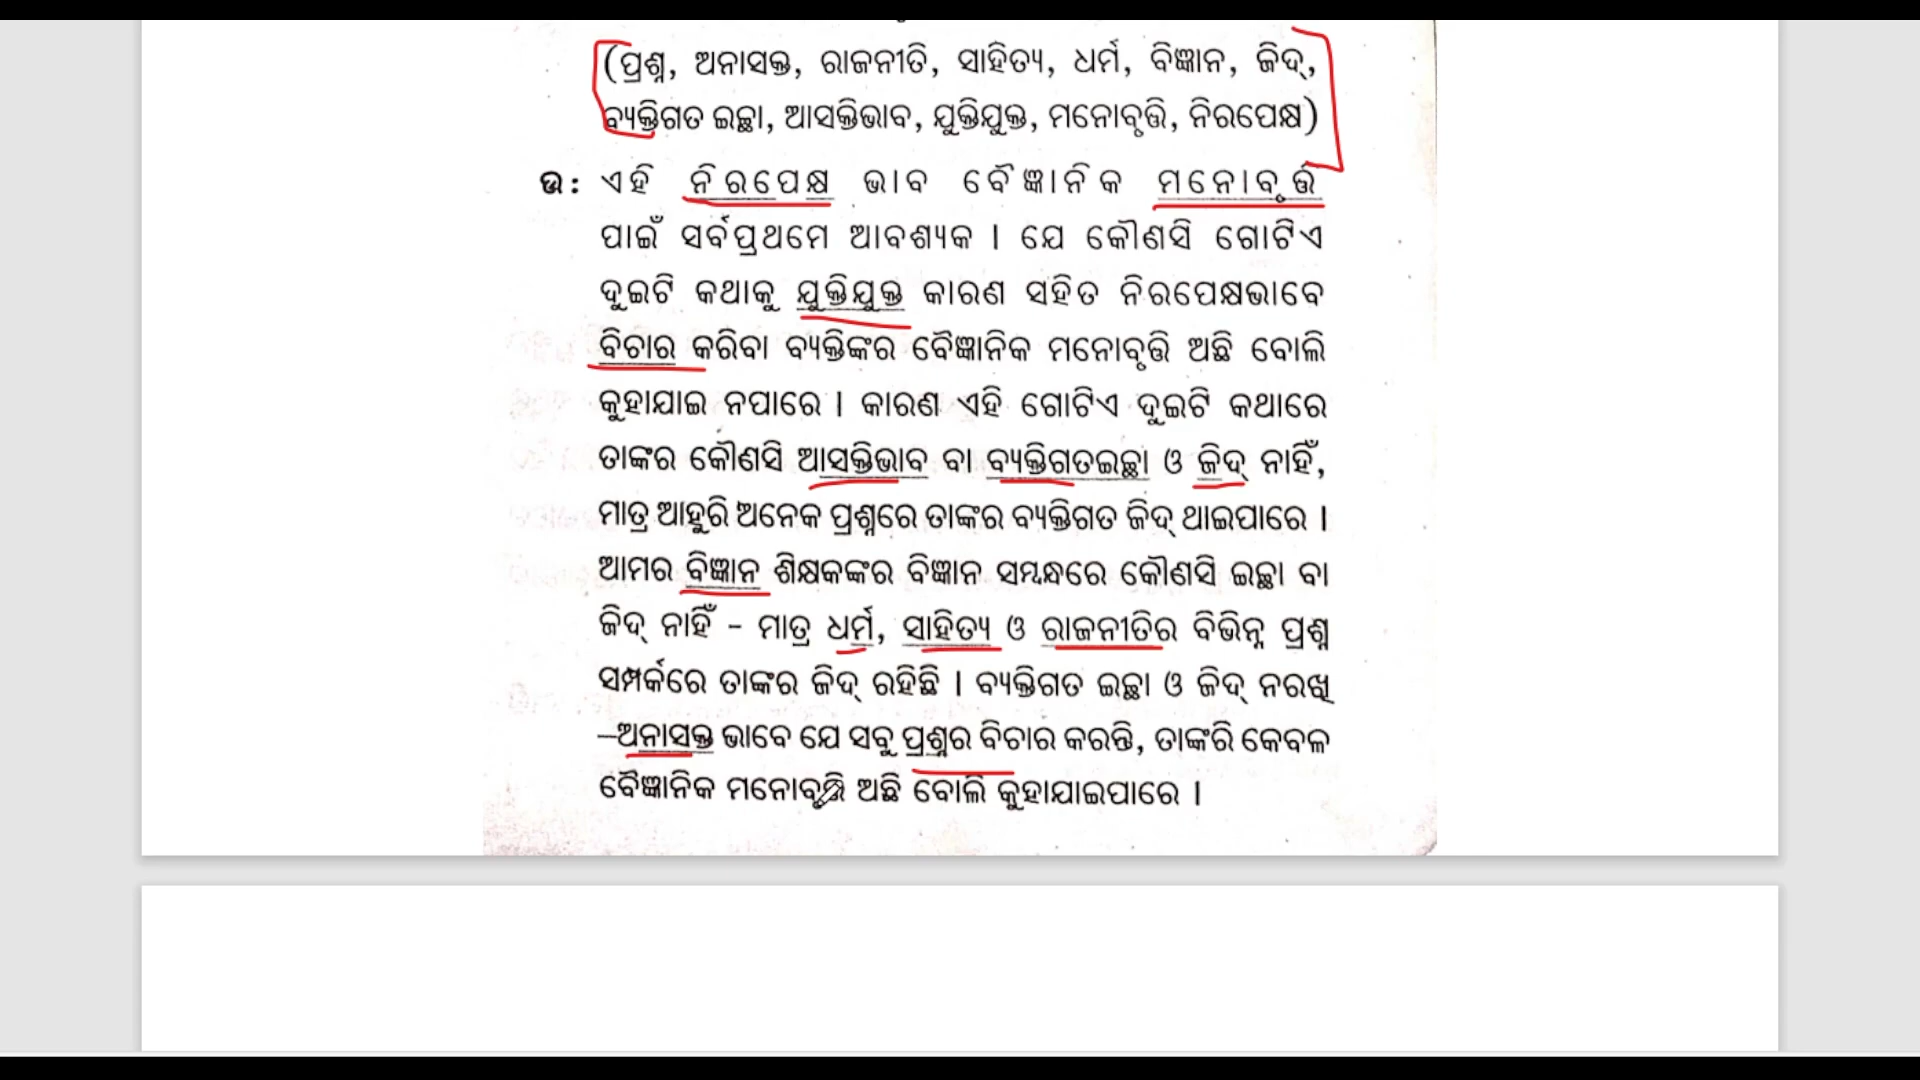 (ପ୍ରଶ୍ନ, ଅନାସକ୍ତ, ରାଜନୀତି, ସାହିତ୍ୟ, ଧର୍ମ, ବିଜ୍ଞାନ, ଜିଦ୍,
ବ୍ୟକ୍ତିଗତ ଇଚ୍ଛା, ଆସକ୍ତିଭାବ, ଯୁକ୍ତିଯୁକ୍ତ, ମନୋବୃତ୍ତି, ନିରପେକ୍ଷ)
ଉ: ଏହି ନିରପେକ୍ଷ ଭାବ ବୈଜ୍ଞାନିକ ମନୋବୃତ୍ତି
ପାଇଁ ସର୍ବପ୍ରଥମେ ଆବଶ୍ୟକ । ଯେ କୌଣସି ଗୋଟିଏ
ଦୁଇଟି କଥାକୁ ଯୁକ୍ତିଯୁକ୍ତ କାରଣ ସହିତ ନିରପେକ୍ଷଭାବେ
ବିଚାର କରିବା ବ୍ୟକ୍ତିଙ୍କର ବୈଜ୍ଞାନିକ ମନୋବୃତ୍ତି ଅଛି ବୋଲି
କୁହାଯାଇ ନପାରେ । କାରଣ ଏହି ଗୋଟିଏ ଦୁଇଟି କଥାରେ
ତାଙ୍କର କୌଣସି ଆସକ୍ତିଭାବ ବା ବ୍ୟକ୍ତିଗତଇଚ୍ଛା ଓ ଜିଦ୍ ନାହିଁ,
ମାତ୍ର ଆହୁରି ଅନେକ ପ୍ରଶ୍ନରେ ତାଙ୍କର ବ୍ୟକ୍ତିଗତ ଜିଦ୍ ଥାଇପାରେ ।
ଆମର ବିଜ୍ଞାନ ଶିକ୍ଷକଙ୍କର ବିଜ୍ଞାନ ସମ୍ବନ୍ଧରେ କୌଣସି ଇଚ୍ଛା ବା
ଜିଦ୍ ନାହିଁ – ମାତ୍ର ଧର୍ମ, ସାହିତ୍ୟ ଓ ରାଜନୀତିର ବିଭିନ୍ନ ପ୍ରଶ୍ନ
ସମ୍ପର୍କରେ ତାଙ୍କର ଜିଦ୍ ରହିଛି । ବ୍ୟକ୍ତିଗତ ଇଚ୍ଛା ଓ ଜିଦ୍ ନରଖି
–ଅନାସକ୍ତ ଭାବେ ଯେ ସବୁ ପ୍ରଶ୍ନର ବିଚାର କରନ୍ତି, ତାଙ୍କରି କେବଳ
ବୈଜ୍ଞାନିକ ମନୋବୃତ୍ତି ଅଛି ବୋଲି କୁହାଯାଇପାରେ ।